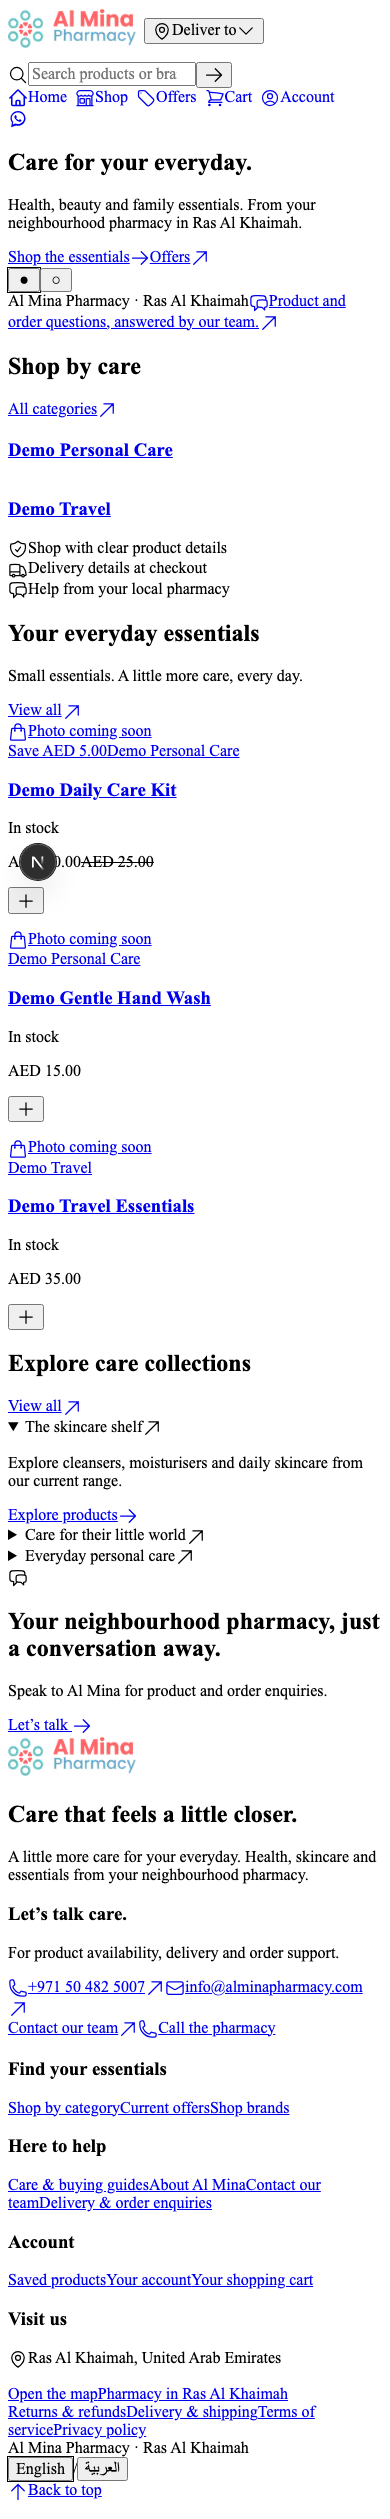 Al Mina
Pharmacy
Deliver to
Search products or bra
Home Shop Offers Cart Account
Care for your everyday.
Health, beauty and family essentials. From your
neighbourhood pharmacy in Ras Al Khaimah.
Shop the essentials Offers
Al Mina Pharmacy · Ras Al Khaimah Product and
order questions, answered by our team.
Shop by care
All categories
Demo Personal Care
Demo Travel
Shop with clear product details
Delivery details at checkout
Help from your local pharmacy
Your everyday essentials
Small essentials. A little more care, every day.
View all
Photo coming soon
Save AED 5.00Demo Personal Care
Demo Daily Care Kit
In stock
N
AED 25.00
Photo coming soon
Demo Personal Care
Demo Gentle Hand Wash
In stock
AED 15.00
Photo coming soon
Demo Travel
Demo Travel Essentials
In stock
AED 35.00
Explore care collections
View all
The skincare shelf
Explore cleansers, moisturisers and daily skincare from
our current range.
Explore products
Care for their little world
Everyday personal care
Your neighbourhood pharmacy, just
a conversation away.
Speak to Al Mina for product and order enquiries.
Let’s talk
Al Mina
Pharmacy
Care that feels a little closer.
A little more care for your everyday. Health, skincare and
essentials from your neighbourhood pharmacy.
Let’s talk care.
For product availability, delivery and order support.
+971 50 482 5007 info@alminapharmacy.com
Contact our team Call the pharmacy
Find your essentials
Shop by categoryCurrent offersShop brands
Here to help
Care & buying guidesAbout Al MinaContact our
teamDelivery & order enquiries
Account
Saved productsYour accountYour shopping cart
Visit us
Ras Al Khaimah, United Arab Emirates
Open the mapPharmacy in Ras Al Khaimah
Returns & refundsDelivery & shippingTerms of
servicePrivacy policy
Al Mina Pharmacy · Ras Al Khaimah
English / العربية
Back to top